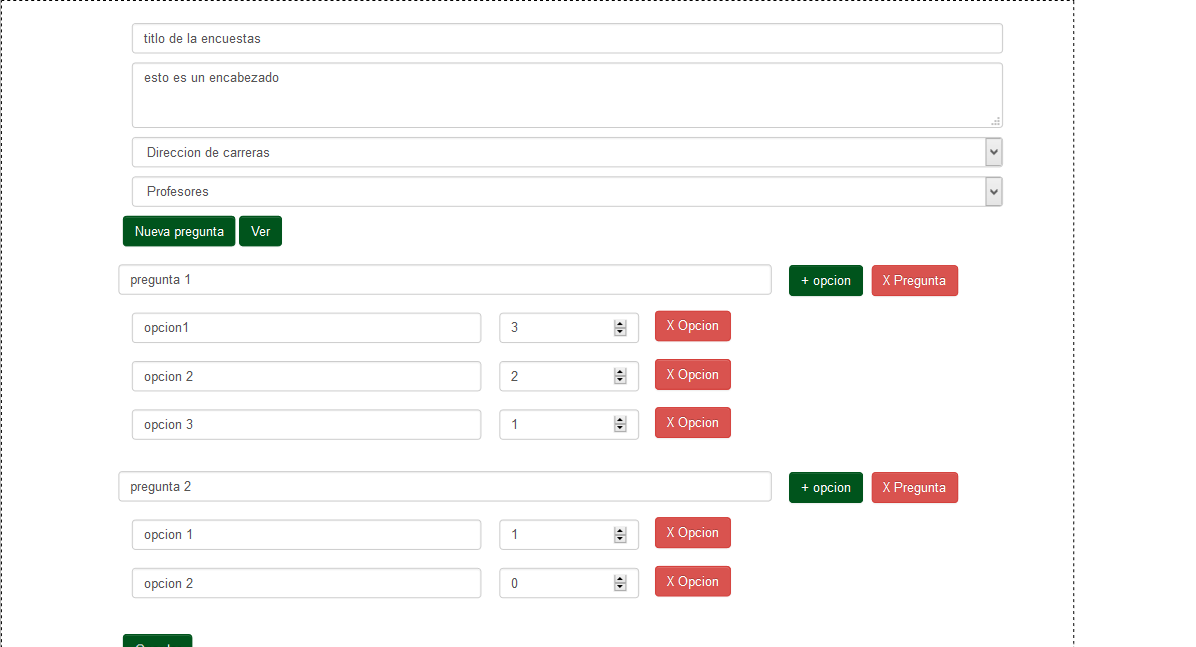 titlo de la encuestas
esto es un encabezado
Direccion de carreras
Profesores
Nueva pregunta Ver
pregunta 1 + opcion X Pregunta
opcion1 3 X Opcion
opcion 2 2 X Opcion
opcion 3 1 X Opcion
pregunta 2 + opcion X Pregunta
opcion 1 1 X Opcion
opcion 2 0 X Opcion